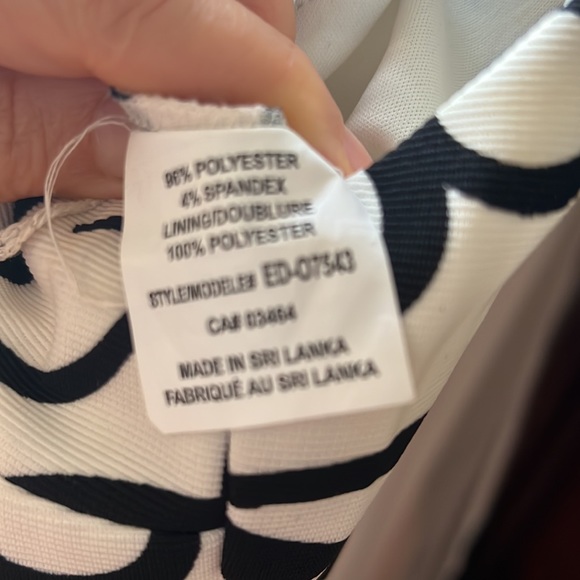 96% POLYESTER
4% SPANDEX
LINING/DOUBLURE
100% POLYESTER
STYLE/MODELE# ED-07543
CA# 03464
MADE IN SRI LANKA
FABRIQUÉ AU SRI LANKA